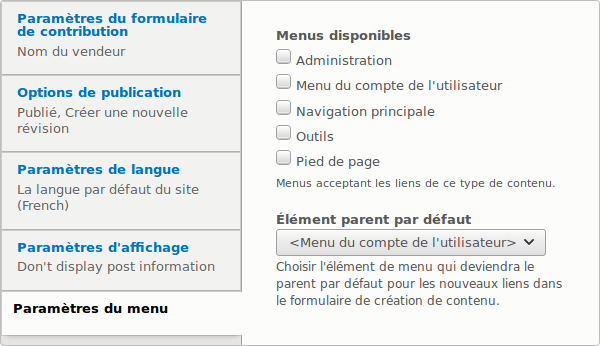 Paramètres du formulaire
de contribution
Nom du vendeur
Options de publication
Publié, Créer une nouvelle
révision
Paramètres de langue
La langue par défaut du site
(French)
Paramètres d'affichage
Don't display post information
Paramètres du menu
Menus disponibles
Administration
Menu du compte de l'utilisateur
Navigation principale
Outils
Pied de page
Menus acceptant les liens de ce type de contenu.
Élément parent par défaut
<Menu du compte de l'utilisateur>
Choisir l'élément de menu qui deviendra le
parent par défaut pour les nouveaux liens dans
le formulaire de création de contenu.